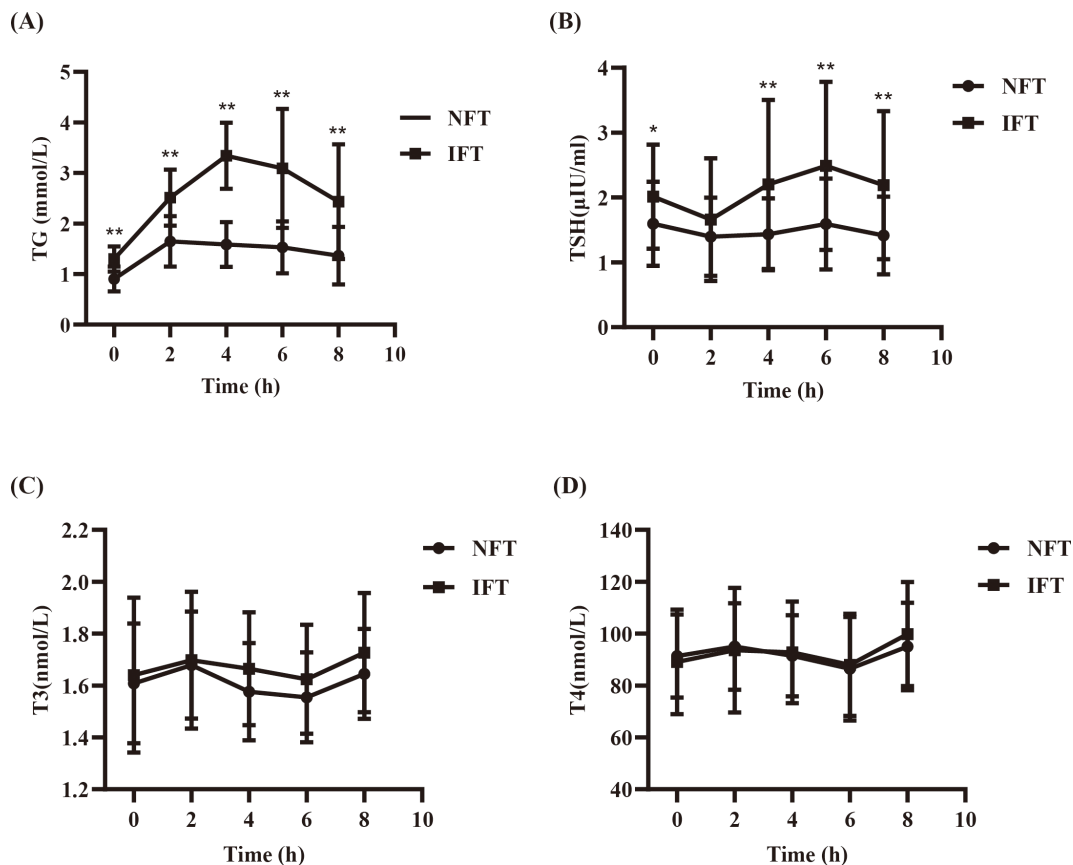 (A)
TG (mmol/L)
5
4
3
2
1
0
** ** ** ** **
0 2 4 6 8 10
Time (h)
NFT
IFT
(B)
TSH(μIU/ml)
4
3
2
1
0
* ** ** **
0 2 4 6 8 10
Time (h)
NFT
IFT
(C)
T3(nmol/L)
2.2
2.0
1.8
1.6
1.4
1.2
0 2 4 6 8 10
Time (h)
NFT
IFT
(D)
T4(nmol/L)
140
120
100
80
60
40
0 2 4 6 8 10
Time (h)
NFT
IFT